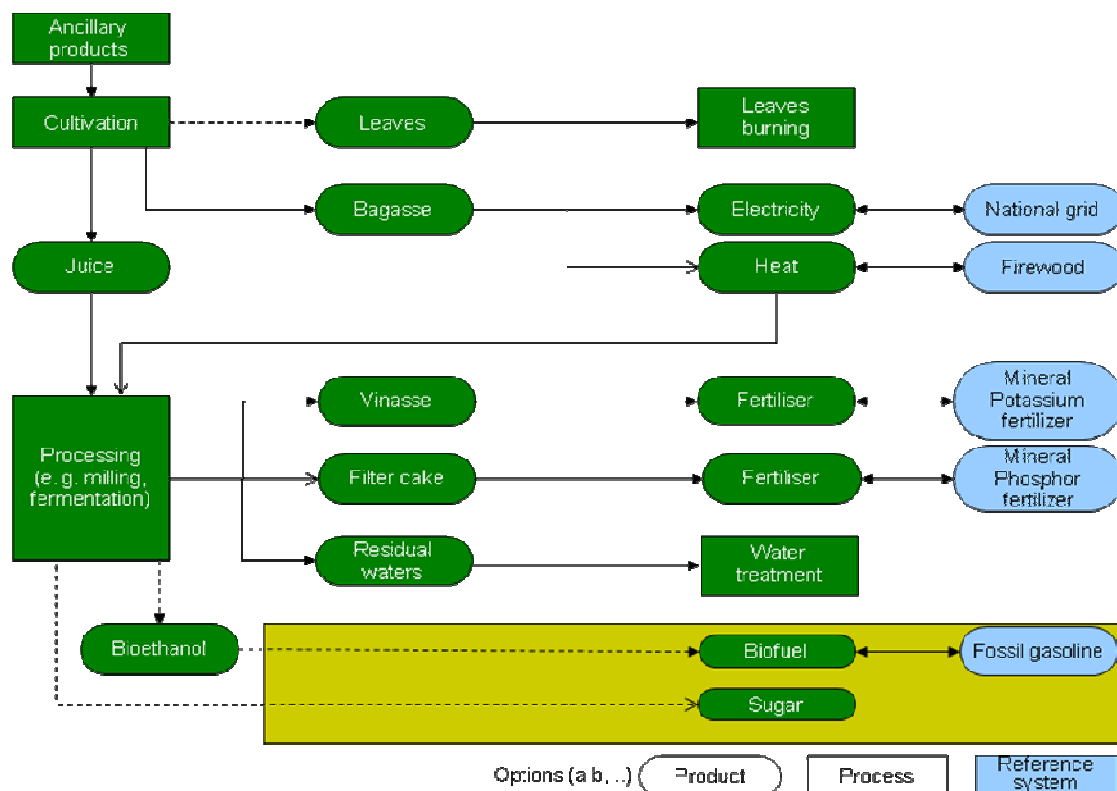 Ancillary
products
Cultivation
Leaves
Leaves
burning
Bagasse
Electricity
National grid
Juice
Heat
Firewood
Processing
(e. g. milling,
fermentation)
Vinasse
Fertiliser
Mineral
Potassium
fertilizer
Filter cake
Fertiliser
Mineral
Phosphor
fertilizer
Residual
waters
Water
treatment
Bioethanol
Biofuel
Fossil gasoline
Sugar
Options (a b, ..)
Product
Process
Reference
system